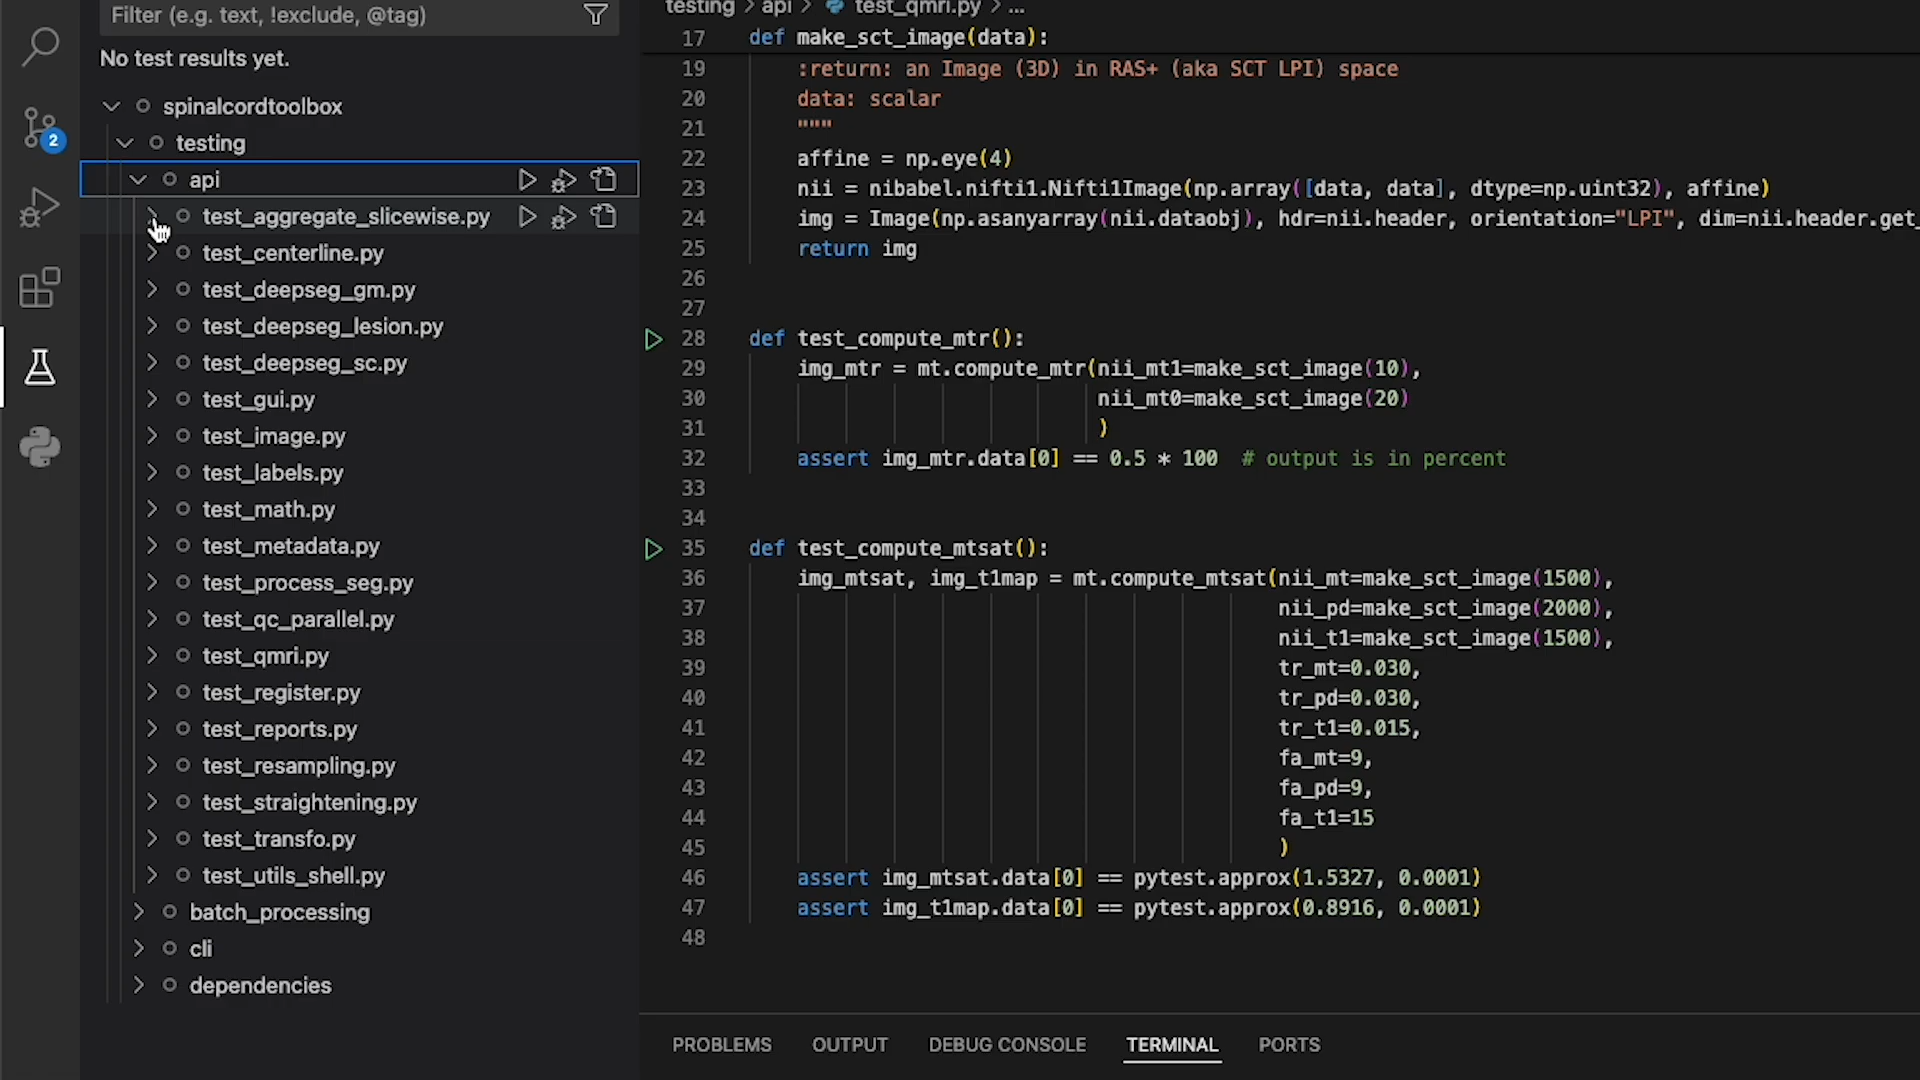 Filter (e.g. text, !exclude, @tag)
No test results yet.
spinalcordtoolbox
testing
api
test_aggregate_slicewise.py
test_centerline.py
test_deepseg_gm.py
test_deepseg_lesion.py
test_deepseg_sc.py
test_gui.py
test_image.py
test_labels.py
test_math.py
test_metadata.py
test_process_seg.py
test_qc_parallel.py
test_qmri.py
test_register.py
test_reports.py
test_resampling.py
test_straightening.py
test_transfo.py
test_utils_shell.py
batch_processing
cli
dependencies
2
testing > api > test_qmri.py > ...
17 def make_sct_image(data):
19 :return: an Image (3D) in RAS+ (aka SCT LPI) space
20 data: scalar
21 """
22 affine = np.eye(4)
23 nii = nibabel.nifti1.Nifti1Image(np.array([data, data], dtype=np.uint32), affine)
24 img = Image(np.asanyarray(nii.dataobj), hdr=nii.header, orientation="LPI", dim=nii.header.get_
25 return img
26
27
28 def test_compute_mtr():
29 img_mtr = mt.compute_mtr(nii_mt1=make_sct_image(10),
30 nii_mt0=make_sct_image(20)
31 )
32 assert img_mtr.data[0] == 0.5 * 100 # output is in percent
33
34
35 def test_compute_mtsat():
36 img_mtsat, img_t1map = mt.compute_mtsat(nii_mt=make_sct_image(1500),
37 nii_pd=make_sct_image(2000),
38 nii_t1=make_sct_image(1500),
39 tr_mt=0.030,
40 tr_pd=0.030,
41 tr_t1=0.015,
42 fa_mt=9,
43 fa_pd=9,
44 fa_t1=15
45 )
46 assert img_mtsat.data[0] == pytest.approx(1.5327, 0.0001)
47 assert img_t1map.data[0] == pytest.approx(0.8916, 0.0001)
48
PROBLEMS OUTPUT DEBUG CONSOLE TERMINAL PORTS